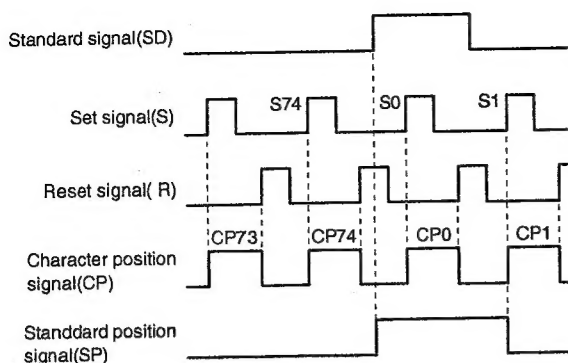 Standard signal(SD)
S74 S0 S1
Set signal(S)
Reset signal( R)
CP73 CP74 CP0 CP1
Character position
signal(CP)
Standdard position
signal(SP)